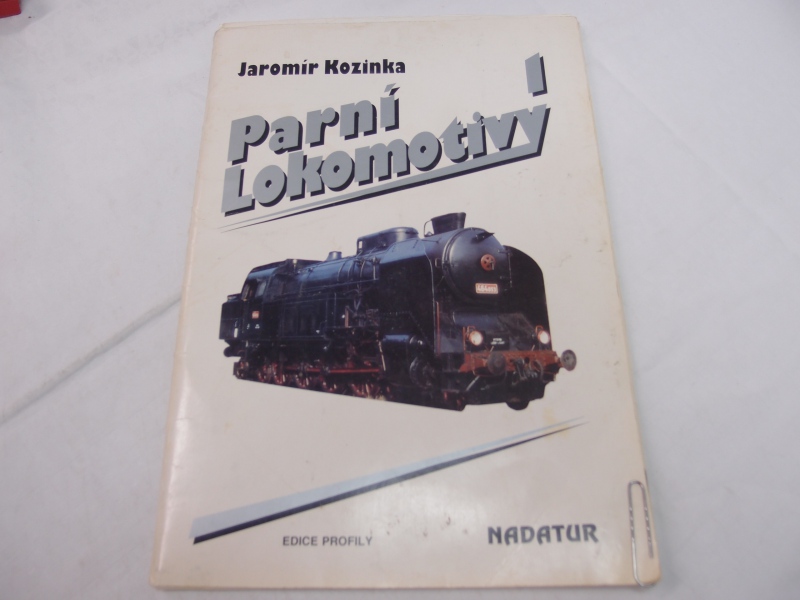 Jaromír Kozinka
Parní I
Lokomotivy
EDICE PROFILY
NADATUR